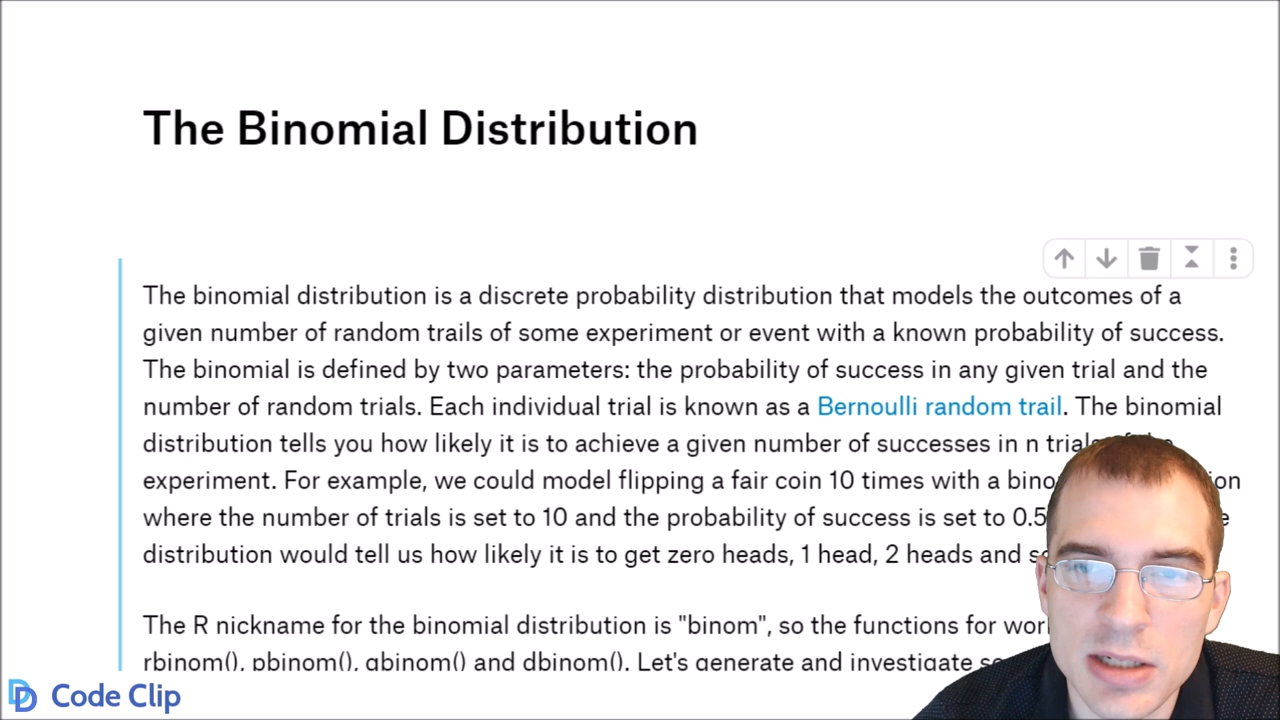 The Binomial Distribution
The binomial distribution is a discrete probability distribution that models the outcomes of a
given number of random trails of some experiment or event with a known probability of success.
The binomial is defined by two parameters: the probability of success in any given trial and the
number of random trials. Each individual trial is known as a Bernoulli random trail. The binomial
distribution tells you how likely it is to achieve a given number of successes in n trials of the
experiment. For example, we could model flipping a fair coin 10 times with a
where the number of trials is set to 10 and the probability of success is set to 0.5
distribution would tell us how likely it is to get zero heads, 1 head, 2 heads and
The R nickname for the binomial distribution is "binom", so the functions for
rbinom(), pbinom(), qbinom() and dbinom(). Let's generate and investigate
Code Clip